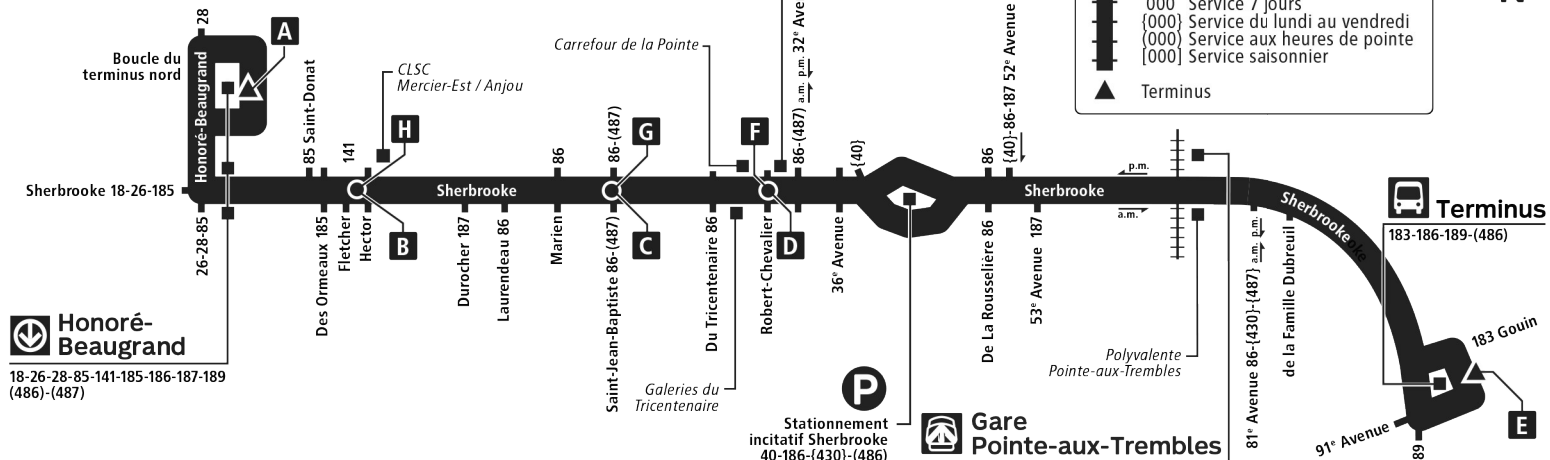 000 Service 7 jours
{000} Service du lundi au vendredi
(000) Service aux heures de pointe
[000] Service saisonnier
Terminus
28
A
Boucle du
terminus nord
Honoré-Beaugrand
Sherbrooke 18-26-185
26-28-85
85 Saint-Donat
141
CLSC
Mercier-Est / Anjou
H
B
Des Ormeaux 185
Fletcher
Hector
Sherbrooke
Durocher 187
Laurendeau 86
86
Marien
86-(487)
G
C
Saint-Jean-Baptiste 86-(487)
Carrefour de la Pointe
Du Tricentenaire 86
Galeries du
Tricentenaire
F
D
Robert-Chevalier
86-(487) 32e Ave
a.m. p.m.
36e Avenue
{40}
P
Stationnement
incitatif Sherbrooke
40-186-{430}-(486)
86
{40}-86-187 52e Avenue
De La Rousselière 86
53e Avenue 187
Sherbrooke
p.m.
a.m.
Polyvalente
Pointe-aux-Trembles
Gare
Pointe-aux-Trembles
81e Avenue 86-{430}-(487)
a.m. p.m.
de la Famille Dubreuil
Sherbrooke
Terminus
183-186-189-(486)
183 Gouin
E
91e Avenue
89
Honoré-
Beaugrand
18-26-28-85-141-185-186-187-189
(486)-(487)